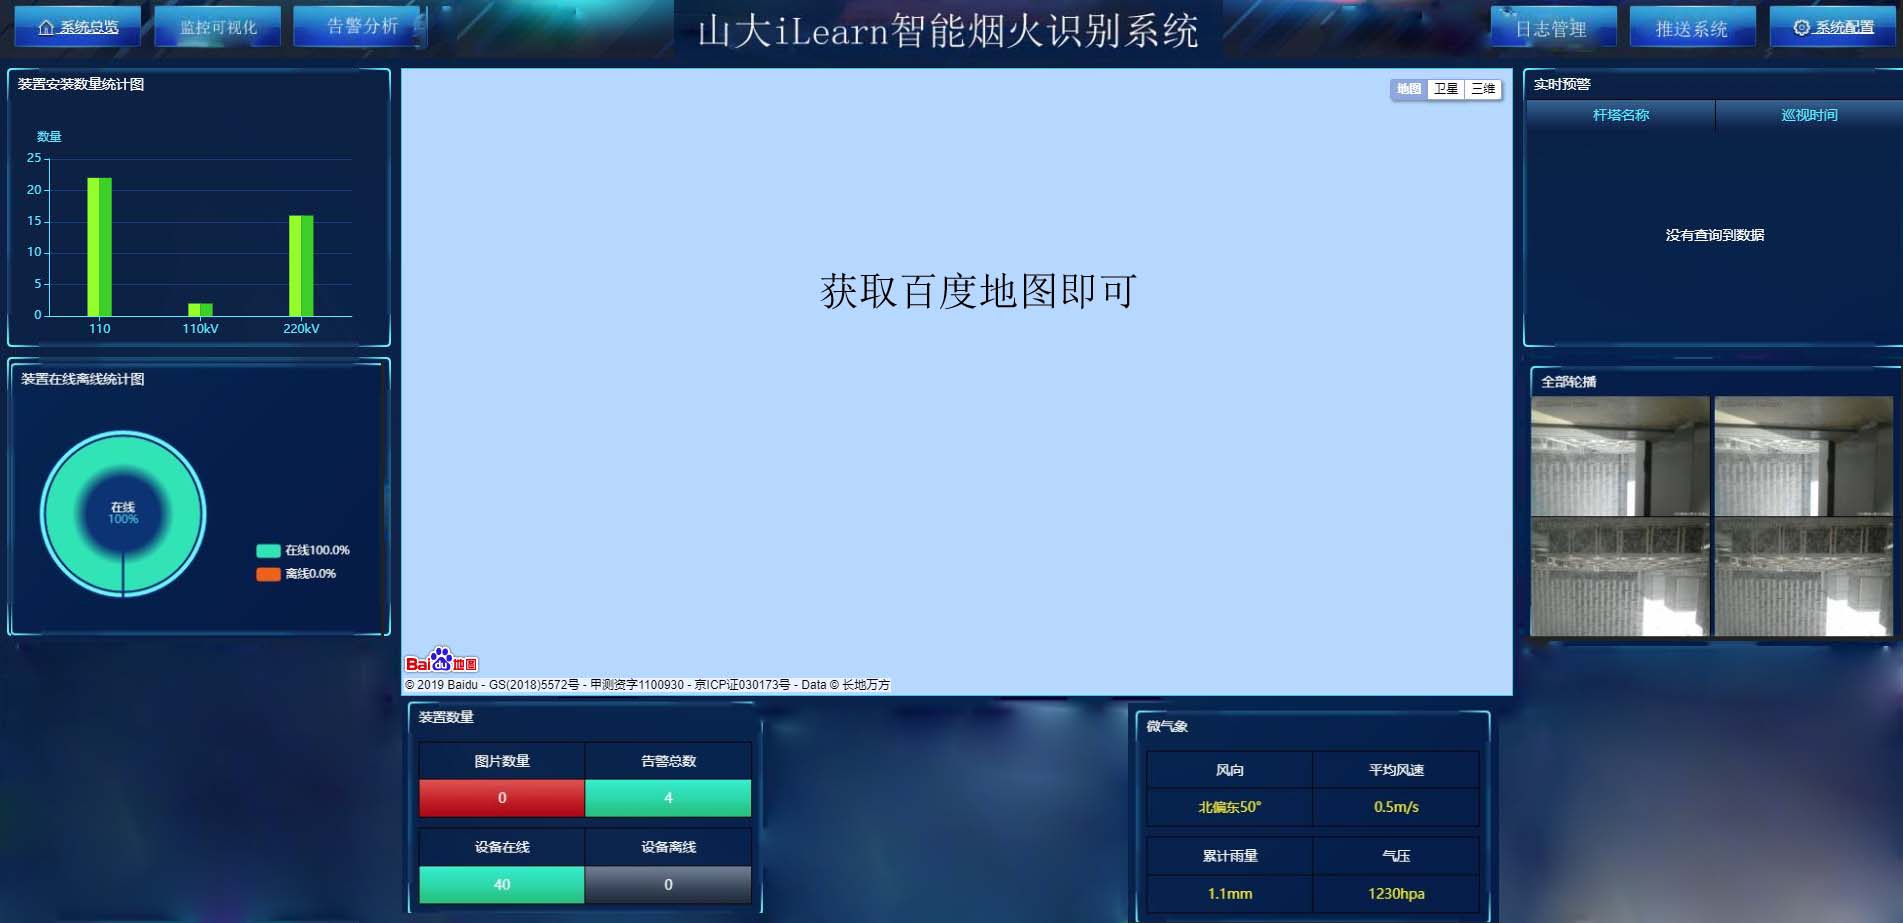 系统总览
监控可视化
告警分析
山大iLearn智能烟火识别系统
日志管理
推送系统
系统配置
装置安装数量统计图
数量
25
20
15
10
5
0
110
110kV
220kV
装置在线离线统计图
在线
100%
在线100.0%
离线0.0%
地图
卫星
三维
获取百度地图即可
Bai du 地图
© 2019 Baidu - GS(2018)5572号 - 甲测资字1100930 - 京ICP证030173号 - Data © 长地万方
实时预警
杆塔名称
巡视时间
没有查询到数据
全部轮播
装置数量
图片数量
告警总数
0
4
设备在线
设备离线
40
0
微气象
风向
平均风速
北偏东50°
0.5m/s
累计雨量
气压
1.1mm
1230hpa